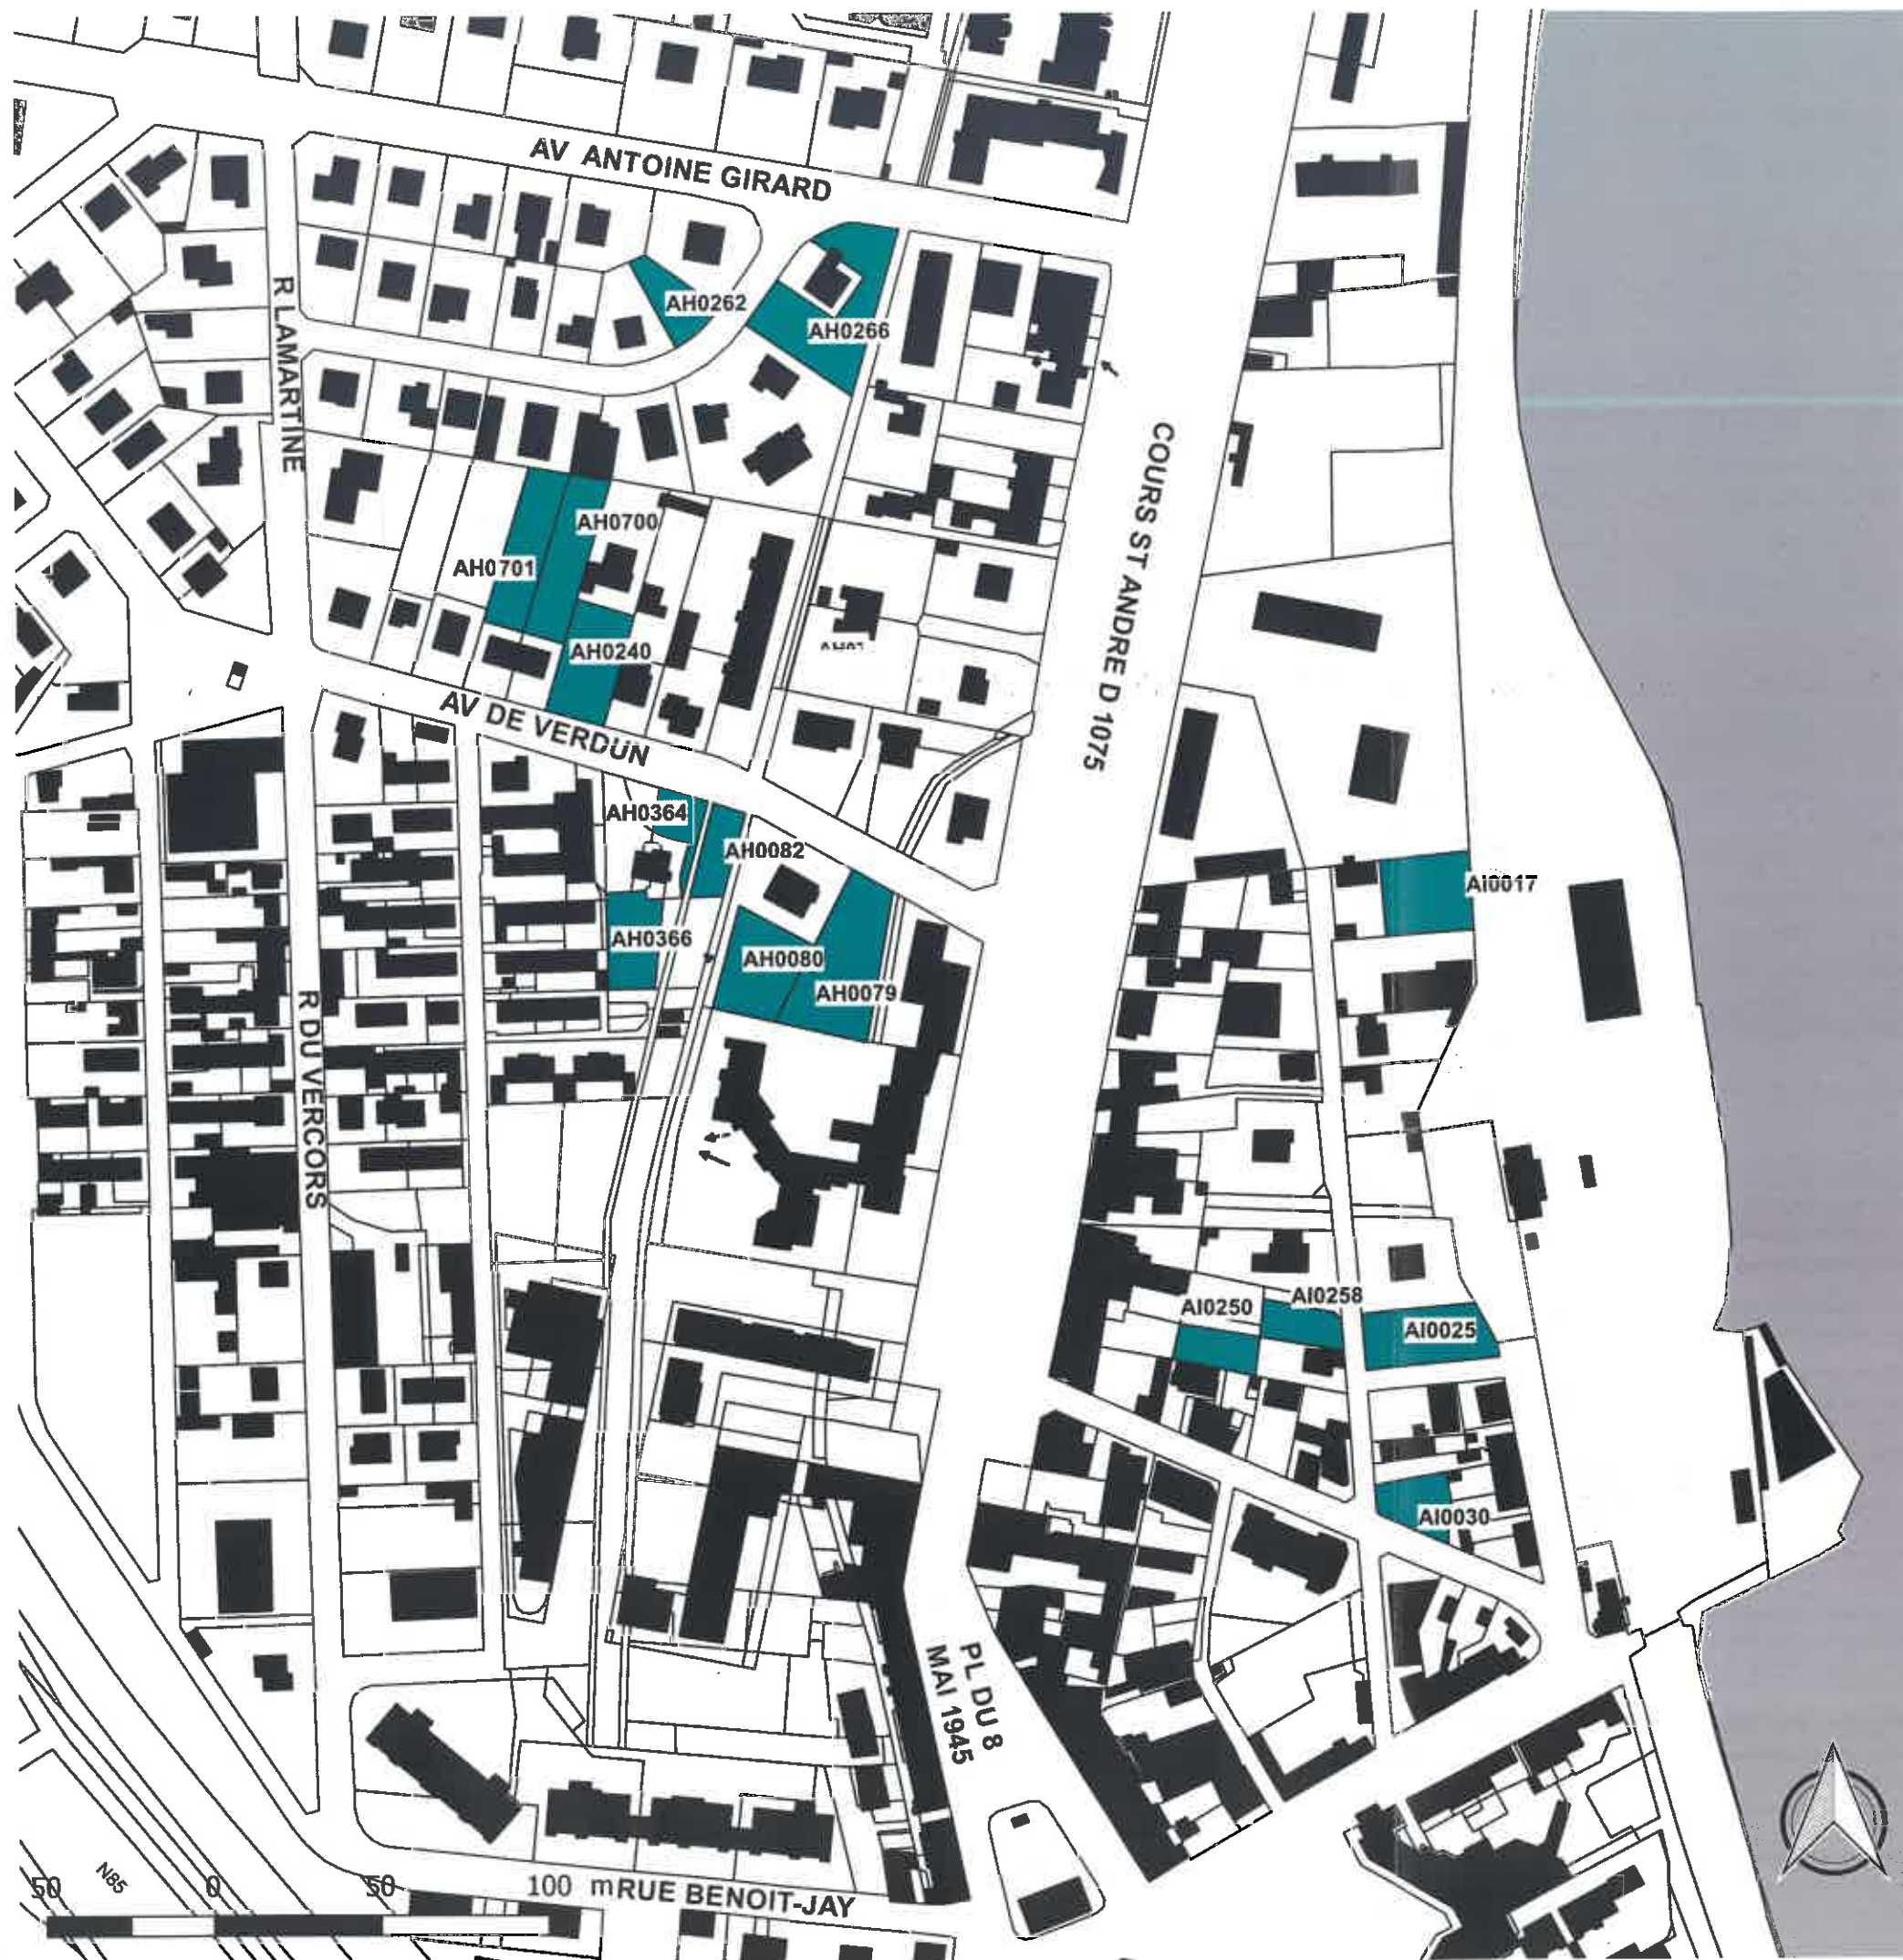 AV ANTOINE GIRARD
R LAMARTINE
AH0262
AH0266
COURS ST ANDRE D 1075
AH0700
AH0701
AH0240
AV DE VERDUN
AH0364
AH0082
AI0017
AH0366
AH0080
AH0079
R DU VERCORS
AI0258
AI0250
AI0025
AI0030
PL DU 8
MAI 1945
N85
50 0 50 100 m
RUE BENOIT-JAY